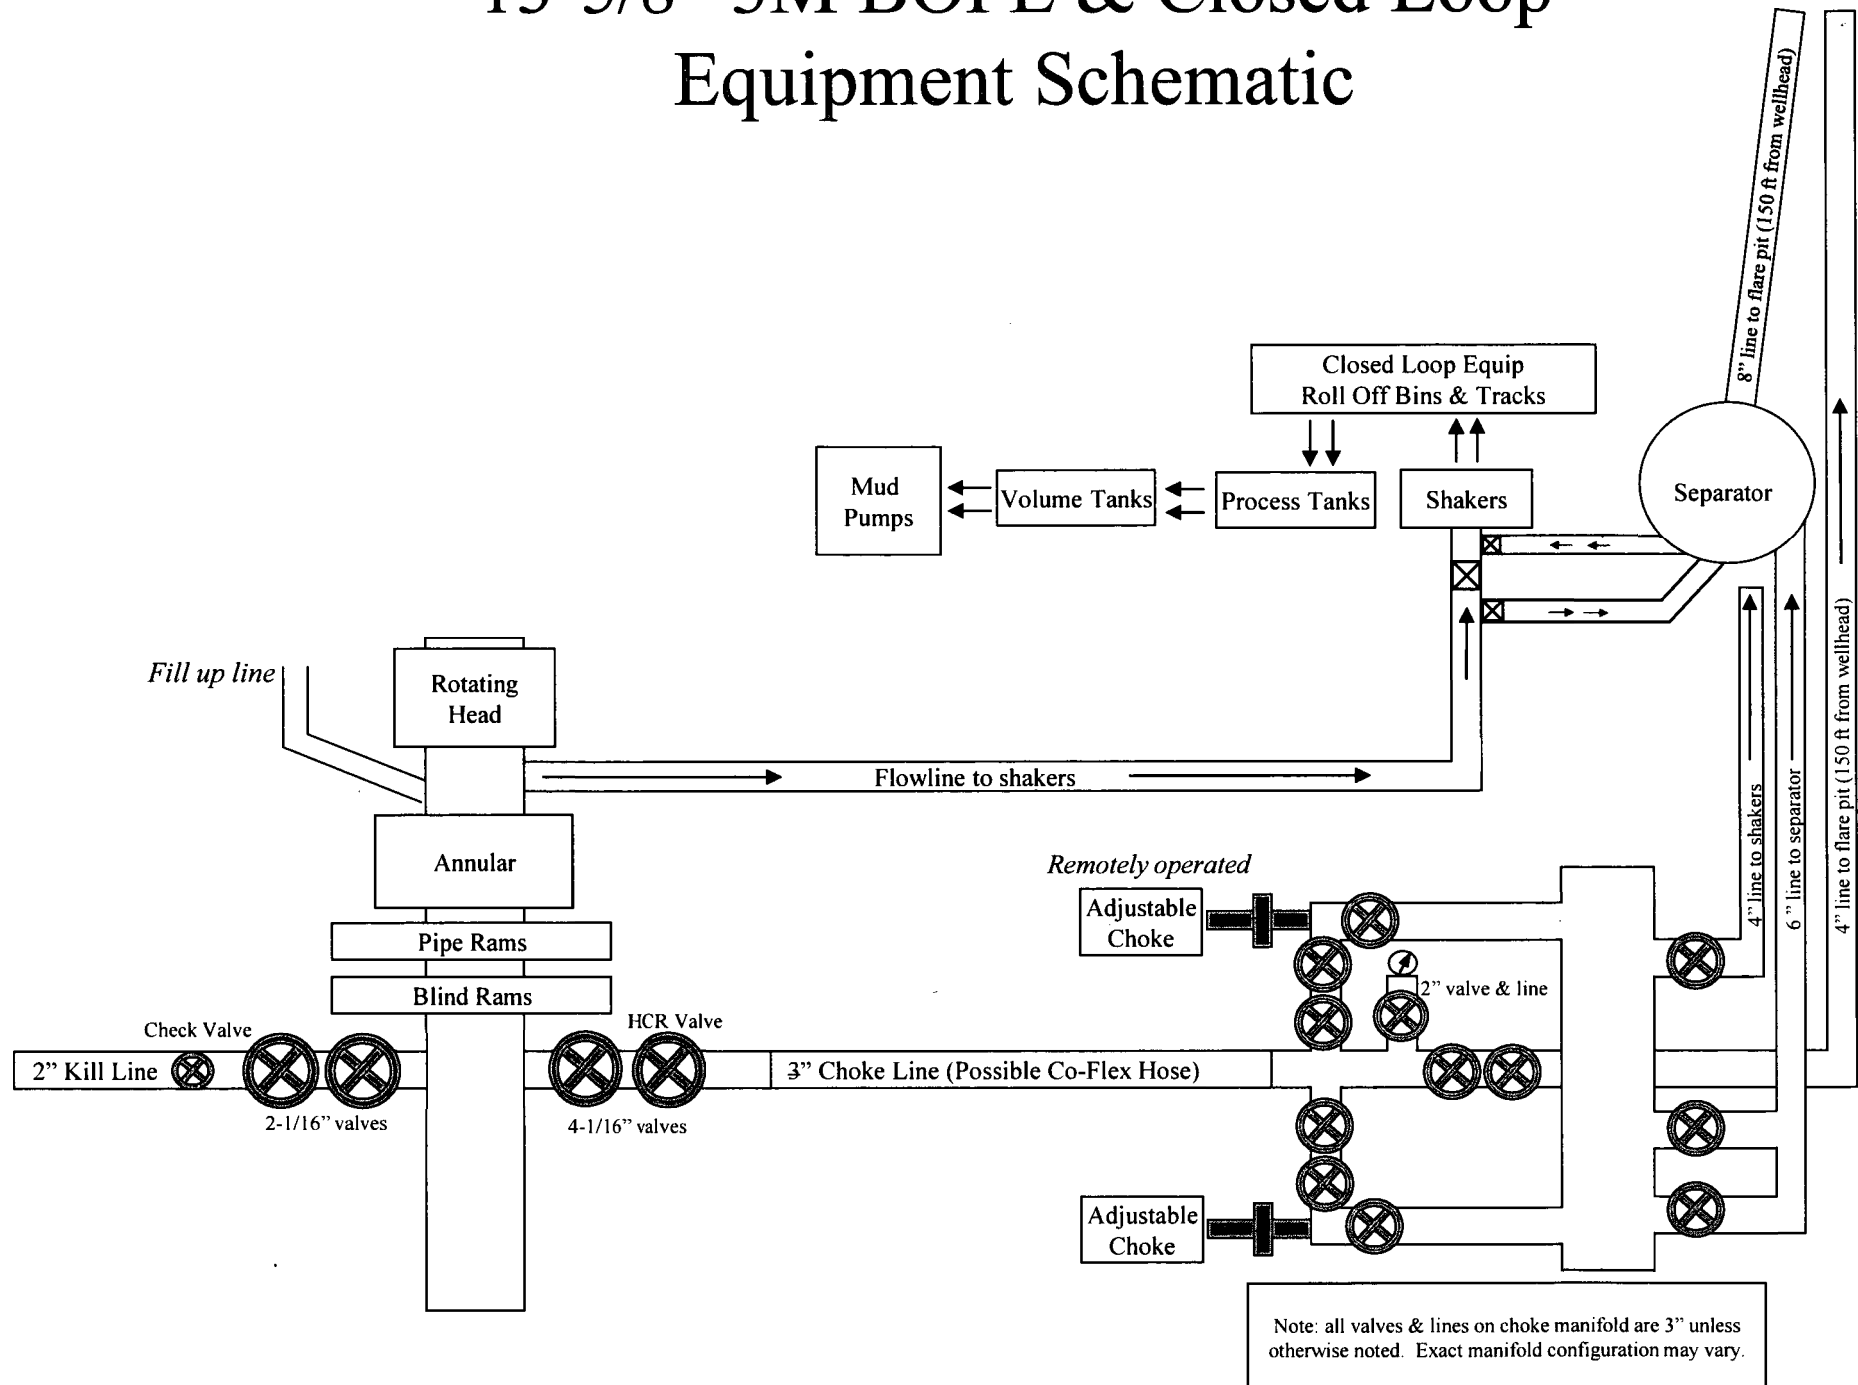 Equipment Schematic
8” line to flare pit (150 ft from wellhead)
Closed Loop Equip
Roll Off Bins & Tracks
Mud
Pumps
Volume Tanks
Process Tanks
Shakers
Separator
Fill up line
Rotating
Head
Flowline to shakers
Annular
Pipe Rams
Blind Rams
Remotely operated
Adjustable
Choke
2” valve & line
4” line to shakers
6 ” line to separator
4” line to flare pit (150 ft from wellhead)
Check Valve
HCR Valve
2” Kill Line
3” Choke Line (Possible Co-Flex Hose)
2-1/16” valves
4-1/16” valves
Adjustable
Choke
Note: all valves & lines on choke manifold are 3” unless
otherwise noted. Exact manifold configuration may vary.